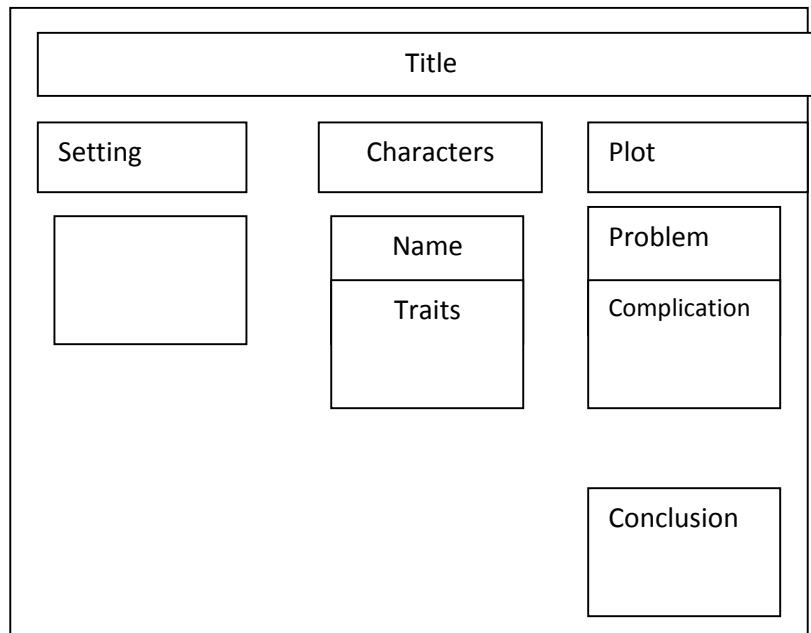 Title
Setting
Characters
Plot
Name
Traits
Problem
Complication
Conclusion